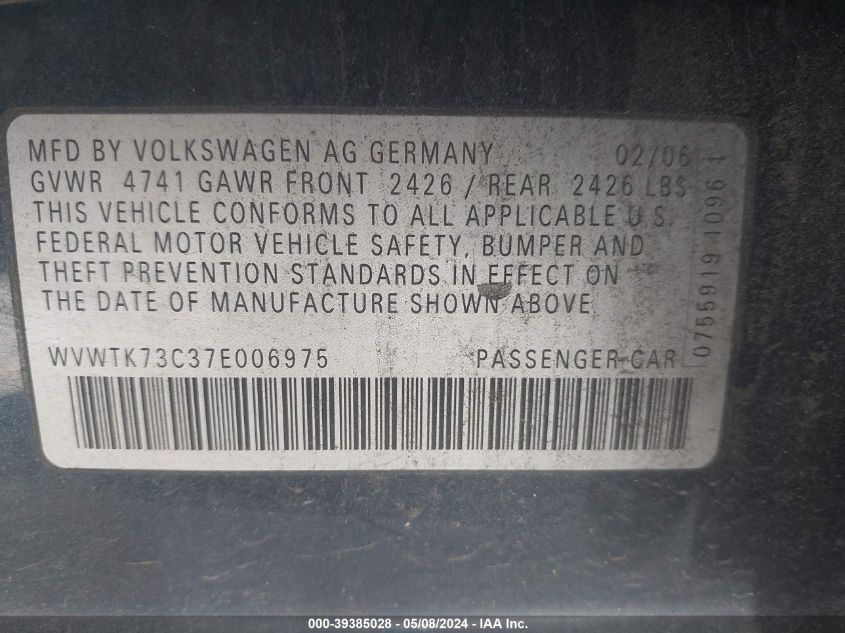 MFD BY VOLKSWAGEN AG GERMANY 02/06
GVWR 4741 GAWR FRONT 2426 / REAR 2426 LBS
THIS VEHICLE CONFORMS TO ALL APPLICABLE U.S.
FEDERAL MOTOR VEHICLE SAFETY, BUMPER AND
THEFT PREVENTION STANDARDS IN EFFECT ON
THE DATE OF MANUFACTURE SHOWN ABOVE
WVWTK73C37E006975 PASSENGER CAR
0755919 1096 1
000-39385028 - 05/08/2024 - IAA Inc.